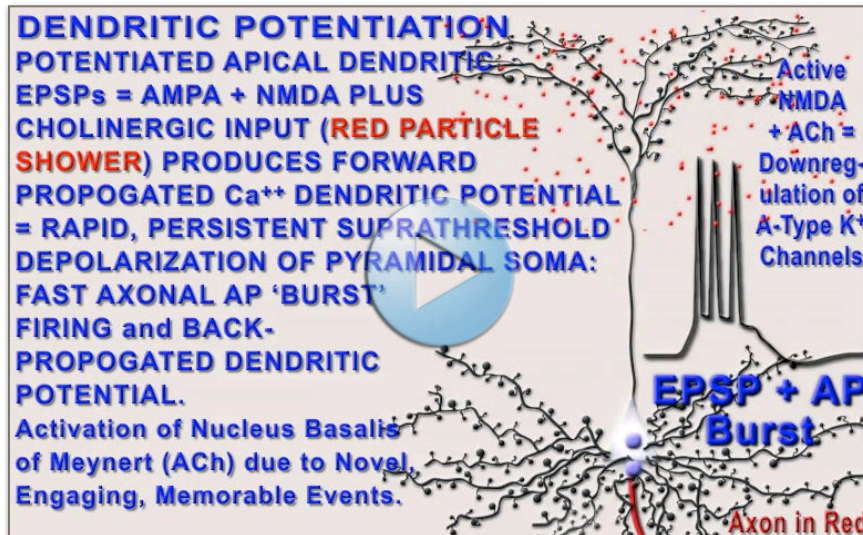 DENDRITIC POTENTIATION
POTENTIATED APICAL DENDRITIC
EPSPs = AMPA + NMDA PLUS
CHOLINERGIC INPUT (RED PARTICLE
SHOWER) PRODUCES FORWARD
PROPOGATED Ca⁺⁺ DENDRITIC POTENTIAL
= RAPID, PERSISTENT SUPRATHRESHOLD
DEPOLARIZATION OF PYRAMIDAL SOMA:
FAST AXONAL AP ‘BURST’
FIRING and BACK-
PROPOGATED DENDRITIC
POTENTIAL.
Activation of Nucleus Basalis
of Meynert (ACh) due to Novel,
Engaging, Memorable Events.
Active
NMDA
+ ACh =
Downreg-
ulation of
A-Type K⁺
Channels
EPSP + AP
Burst
Axon in Red